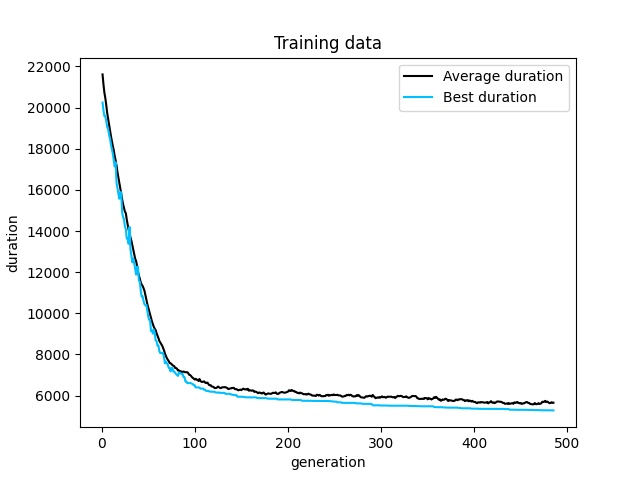 Training data
22000
20000
18000
16000
14000
12000
10000
8000
6000
duration
Average duration
Best duration
0 100 200 300 400 500
generation